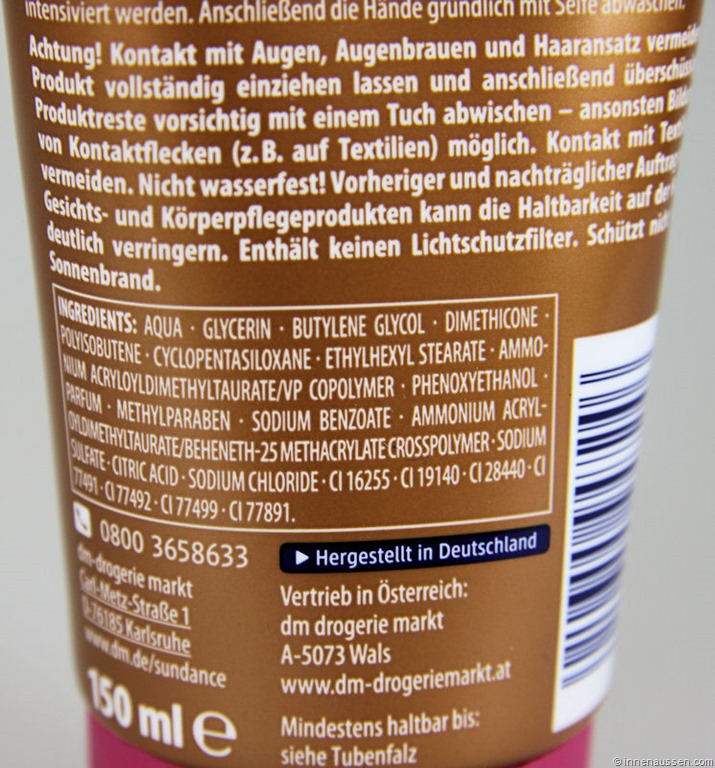 intensiviert werden. Anschließend die Hände gründlich mit Seife abwaschen.
Achtung! Kontakt mit Augen, Augenbrauen und Haaransatz vermeide
Produkt vollständig einziehen lassen und anschließend überschüss
Produktreste vorsichtig mit einem Tuch abwischen – ansonsten Bild
von Kontaktflecken (z.B. auf Textilien) möglich. Kontakt mit Text
vermeiden. Nicht wasserfest! Vorheriger und nachträglicher Auftrag
Gesichts- und Körperpflegeprodukten kann die Haltbarkeit auf der
deutlich verringern. Enthält keinen Lichtschutzfilter. Schützt nich
Sonnenbrand.
INGREDIENTS: AQUA · GLYCERIN · BUTYLENE GLYCOL · DIMETHICONE ·
POLYISOBUTENE · CYCLOPENTASILOXANE · ETHYLHEXYL STEARATE · AMMO-
NIUM ACRYLOYLDIMETHYLTAURATE/VP COPOLYMER · PHENOXYETHANOL ·
PARFUM · METHYLPARABEN · SODIUM BENZOATE · AMMONIUM ACRYL-
OYLDIMETHYLTAURATE/BEHENETH-25 METHACRYLATE CROSSPOLYMER · SODIUM
SULFATE · CITRIC ACID · SODIUM CHLORIDE · CI 16255 · CI 19140 · CI 28440 · CI
77491 · CI 77492 · CI 77499 · CI 77891.
0800 3658633
dm-drogerie markt
Carl-Metz-Straße 1
D-76185 Karlsruhe
www.dm.de/sundance
150 ml ℮
Hergestellt in Deutschland
Vertrieb in Österreich:
dm drogerie markt
A-5073 Wals
www.dm-drogeriemarkt.at
Mindestens haltbar bis:
siehe Tubenfalz
©innenaussen.com